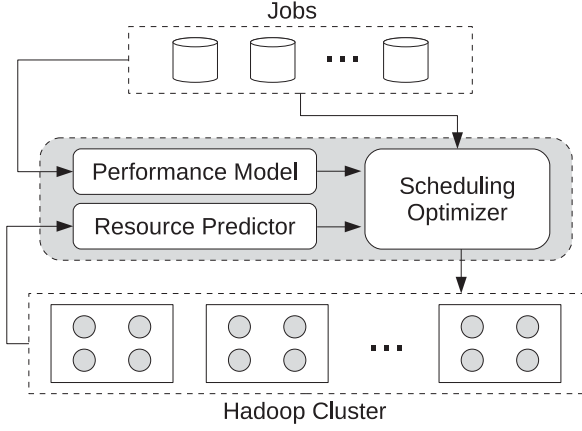 Jobs
Performance Model
Resource Predictor
Scheduling
Optimizer
Hadoop Cluster